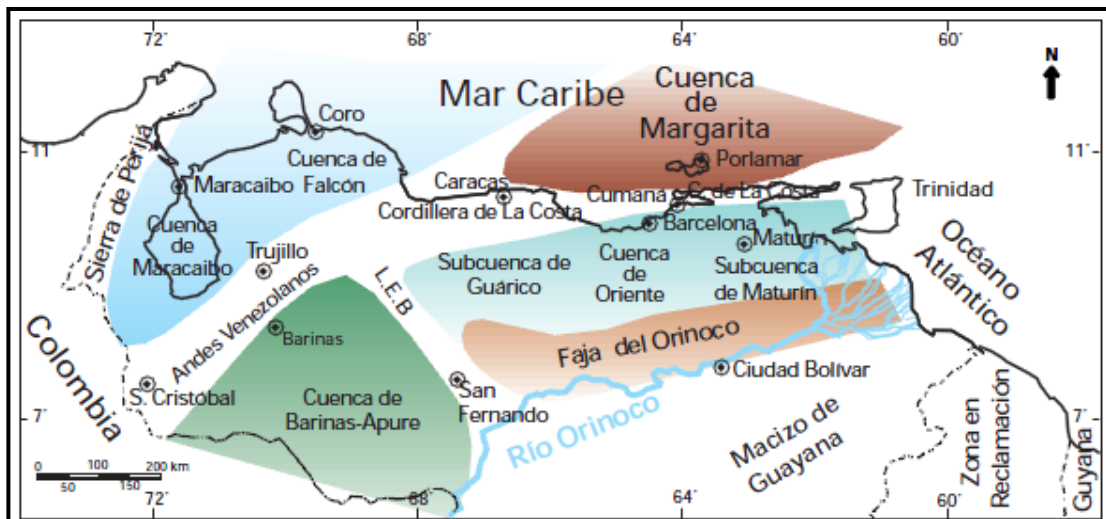 72˚
68˚
64˚
60˚
N
Mar Caribe
Cuenca
de
Margarita
Porlamar
11˚
11˚
Coro
Cuenca de
Falcón
Sierra de Perijá
Maracaibo
Cuenca
de
Maracaibo
Caracas
Cordillera de La Costa
Cumaná
C. de La Costa
Barcelona
Trinidad
Océano
Atlántico
Trujillo
Andes Venezolanos
L.E.B
Subcuenca de
Guárico
Cuenca
de
Oriente
Maturín
Subcuenca
de Maturín
Faja del Orinoco
Colombia
Barinas
S. Cristóbal
Cuenca de
Barinas-Apure
San
Fernando
Ciudad Bolívar
Río Orinoco
Macizo de
Guayana
Zona en
Reclamación
Guyana
7˚
7˚
0 100 200 km
50 150
72˚
68˚
64˚
60˚